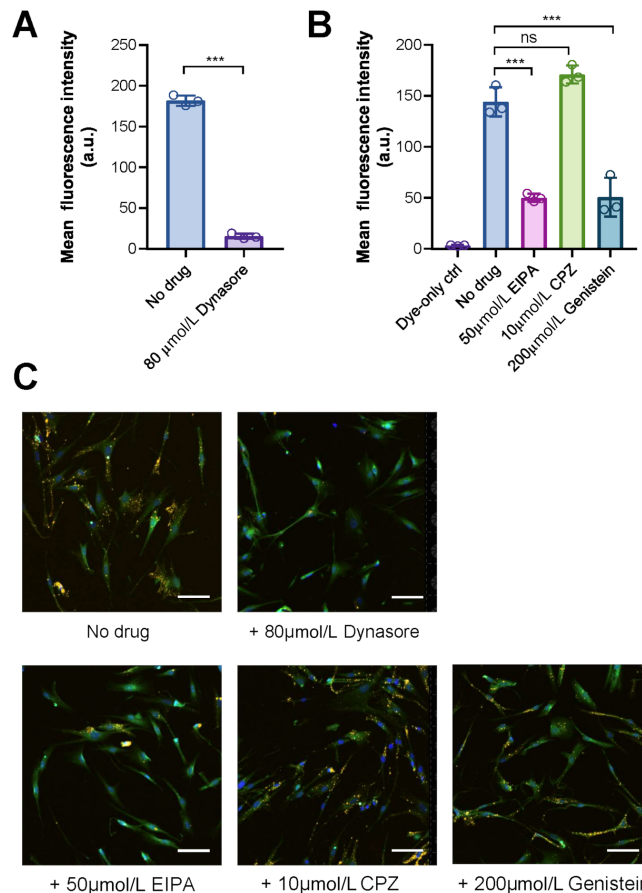 A
Mean fluorescence intensity
(a.u.)
250
200
150
100
50
0
***
No drug
80 μmol/L Dynasore
B
Mean fluorescence intensity
(a.u.)
200
150
100
50
0
***
ns
***
Dye-only ctrl
No drug
50μmol/L EIPA
10μmol/L CPZ
200μmol/L Genistein
C
No drug
+ 80μmol/L Dynasore
+ 50μmol/L EIPA
+ 10μmol/L CPZ
+ 200μmol/L Genistein